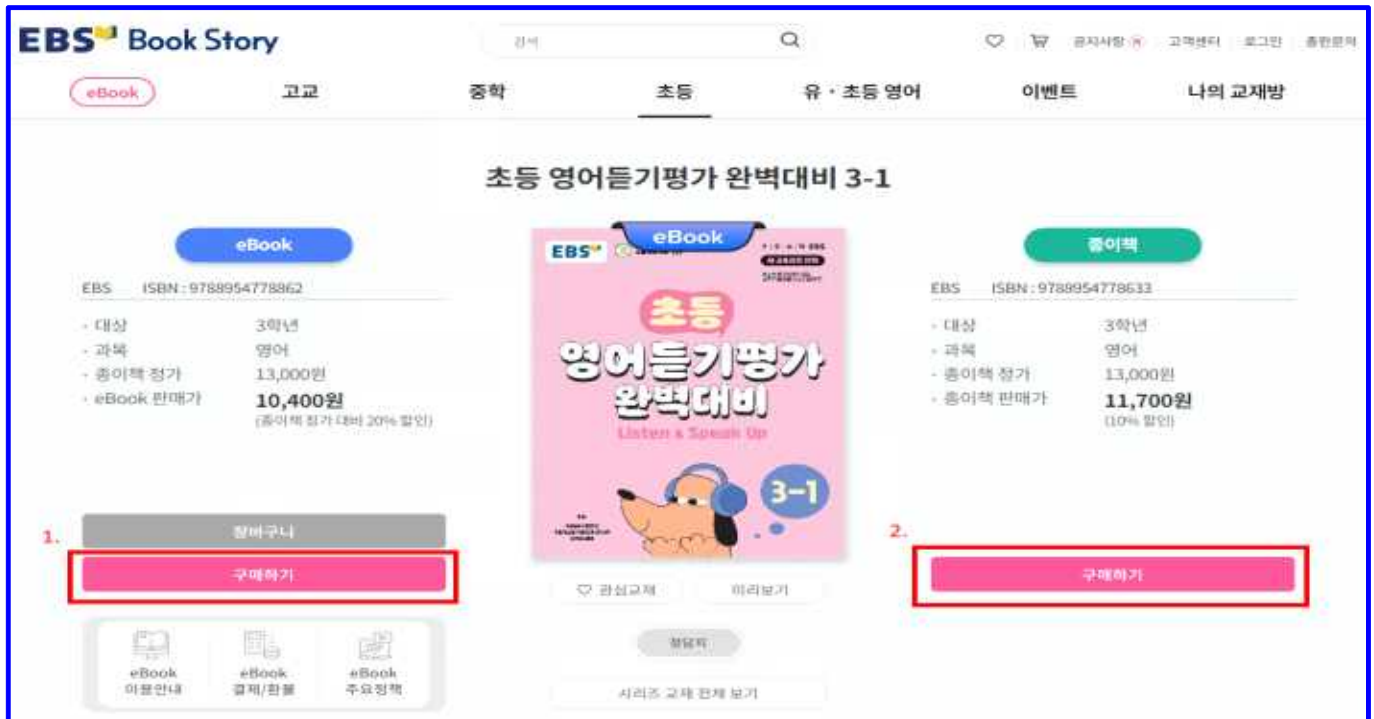 EBS Book Story
검색
공지사항 N 고객센터 로그인 총판문의
eBook 고교 중학 초등 유·초등 영어 이벤트 나의 교재방
초등 영어듣기평가 완벽대비 3-1
eBook
EBS ISBN : 9788954778862
· 대상 3학년
· 과목 영어
· 종이책 정가 13,000원
· eBook 판매가 10,400원
(종이책 정가 대비 20% 할인)
1.
장바구니
구매하기
eBook 이용안내
eBook 결제/환불
eBook 주요정책
eBook
EBS
초등
영어듣기평가
완벽대비
Listen & Speak Up
3-1
관심교재 미리보기
정답지
시리즈 교재 전체 보기
종이책
EBS ISBN : 9788954778633
· 대상 3학년
· 과목 영어
· 종이책 정가 13,000원
· 종이책 판매가 11,700원
(10% 할인)
2.
구매하기